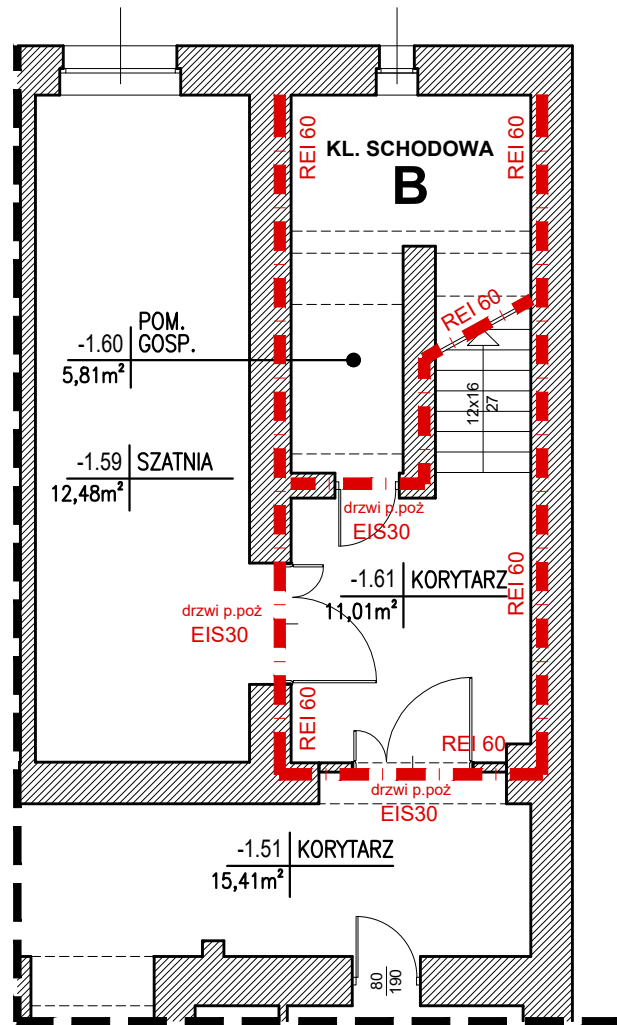 REI 60
REI 60
KL. SCHODOWA
B
REI 60
-1.60
POM.
GOSP.
5,81m²
12x16
27
-1.59 SZATNIA
12,48m²
drzwi p.poż
EIS30
REI 60
-1.61 KORYTARZ
11,01m²
drzwi p.poż
EIS30
REI 60
REI 60
drzwi p.poż
EIS30
-1.51 KORYTARZ
15,41m²
80
190